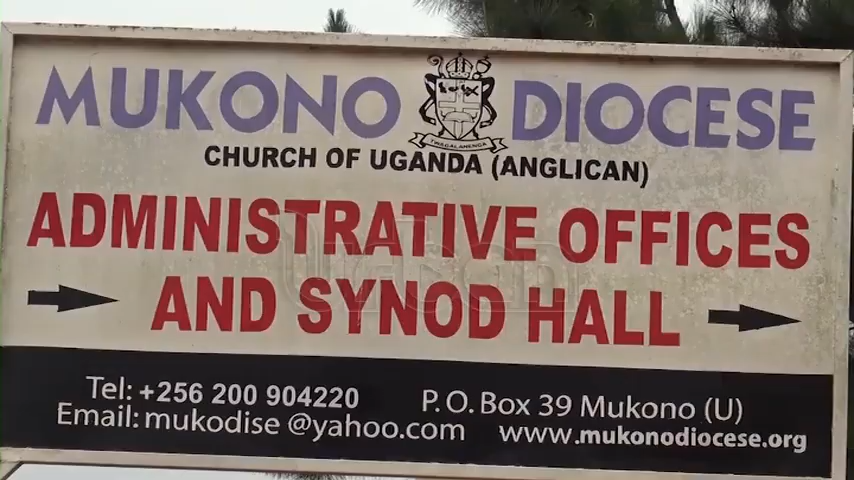 MUKONO DIOCESE
TWAGALANENGA
CHURCH OF UGANDA (ANGLICAN)
ADMINISTRATIVE OFFICES
AND SYNOD HALL
Tel: +256 200 904220 P.O. Box 39 Mukono (U)
Email: mukodise @yahoo.com www.mukonodiocese.org